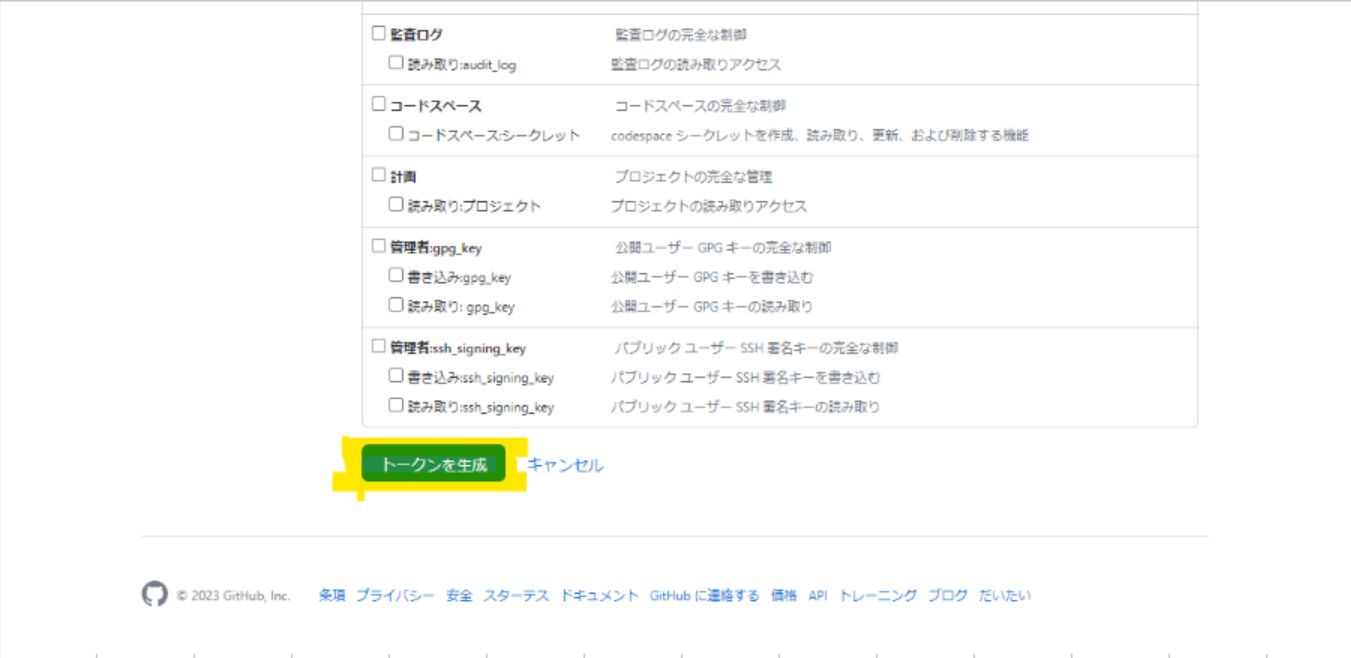 監査ログ 監査ログの完全な制御
読み取り:audit_log 監査ログの読み取りアクセス
コードスペース コードスペースの完全な制御
コードスペース:シークレット codespace シークレットを作成、読み取り、更新、および削除する機能
計画 プロジェクトの完全な管理
読み取り:プロジェクト プロジェクトの読み取りアクセス
管理者:gpg_key 公開ユーザー GPG キーの完全な制御
書き込み:gpg_key 公開ユーザー GPG キーを書き込む
読み取り: gpg_key 公開ユーザー GPG キーの読み取り
管理者:ssh_signing_key パブリック ユーザー SSH 署名キーの完全な制御
書き込み:ssh_signing_key パブリック ユーザー SSH 署名キーを書き込む
読み取り:ssh_signing_key パブリック ユーザー SSH 署名キーの読み取り
トークンを生成 キャンセル
© 2023 GitHub, Inc. 条項 プライバシー 安全 スターテス ドキュメント GitHub に連絡する 価格 API トレーニング ブログ だいたい